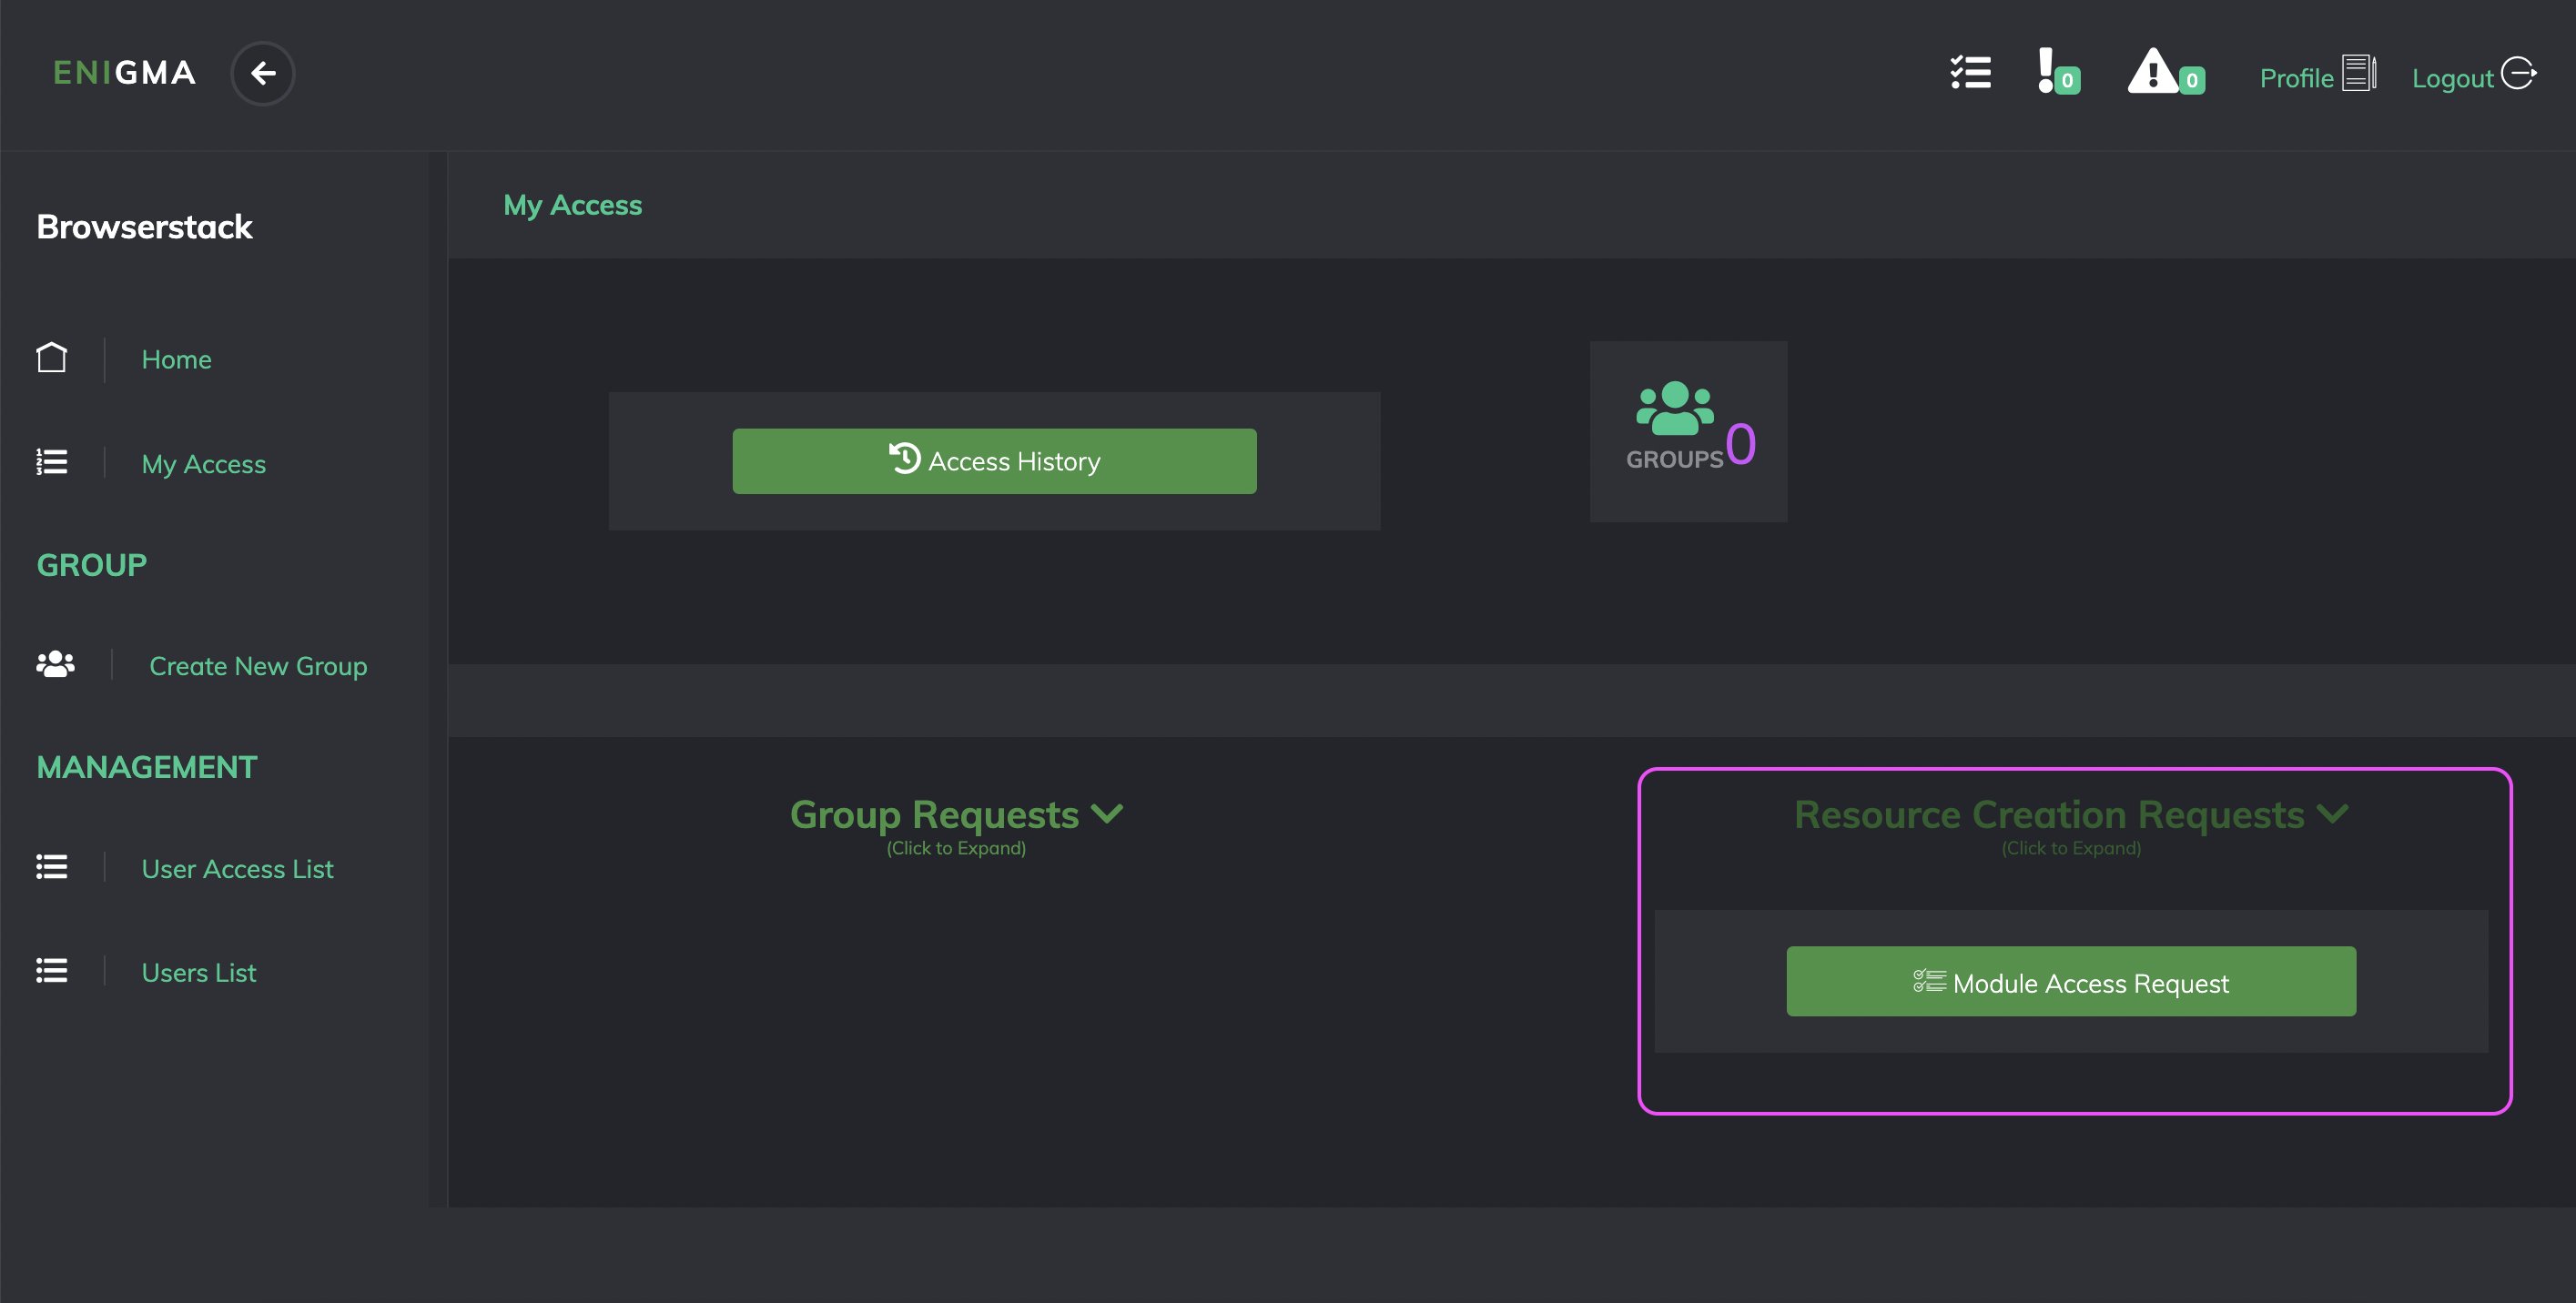 ENIGMA
0
0
Profile
Logout
Browserstack
Home
My Access
GROUP
Create New Group
MANAGEMENT
User Access List
Users List
My Access
Access History
GROUPS 0
Group Requests
(Click to Expand)
Resource Creation Requests
(Click to Expand)
Module Access Request